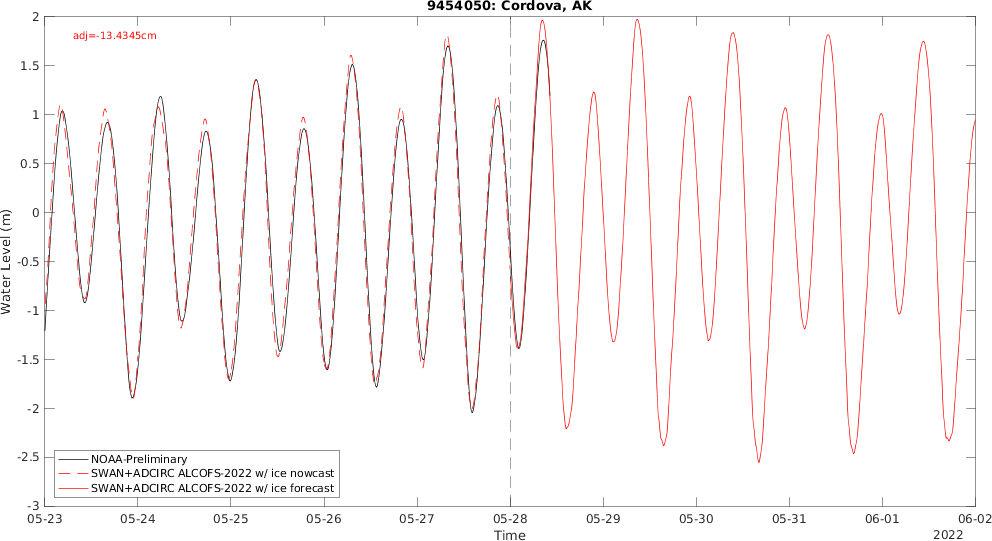 9454050: Cordova, AK
adj=-13.4345cm
2
1.5
1
0.5
0
-0.5
-1
-1.5
-2
-2.5
-3
Water Level (m)
NOAA-Preliminary
SWAN+ADCIRC ALCOFS-2022 w/ ice nowcast
SWAN+ADCIRC ALCOFS-2022 w/ ice forecast
05-23 05-24 05-25 05-26 05-27 05-28 05-29 05-30 05-31 06-01 06-02
Time
2022